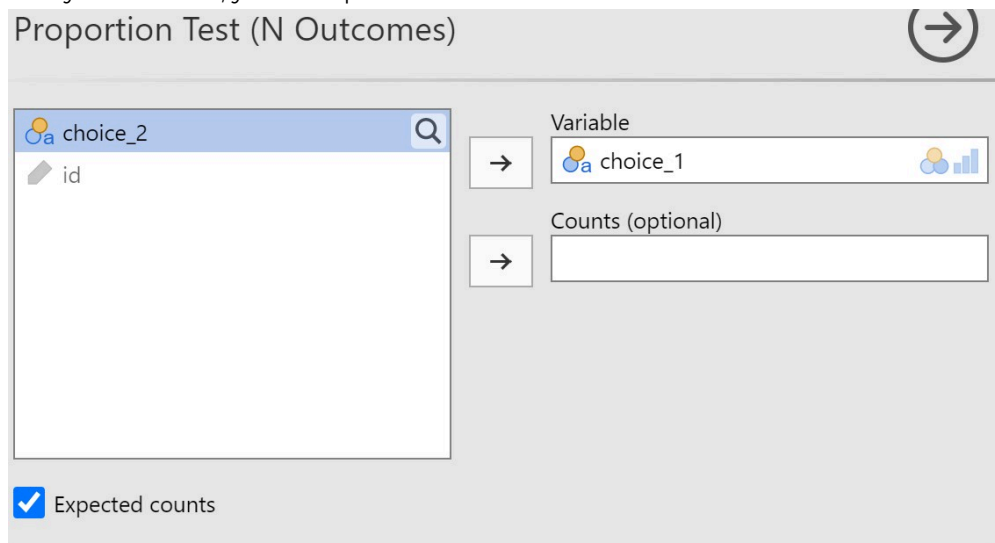 Proportion Test (N Outcomes)
a choice_2
id
Variable
a choice_1
Counts (optional)
Expected counts